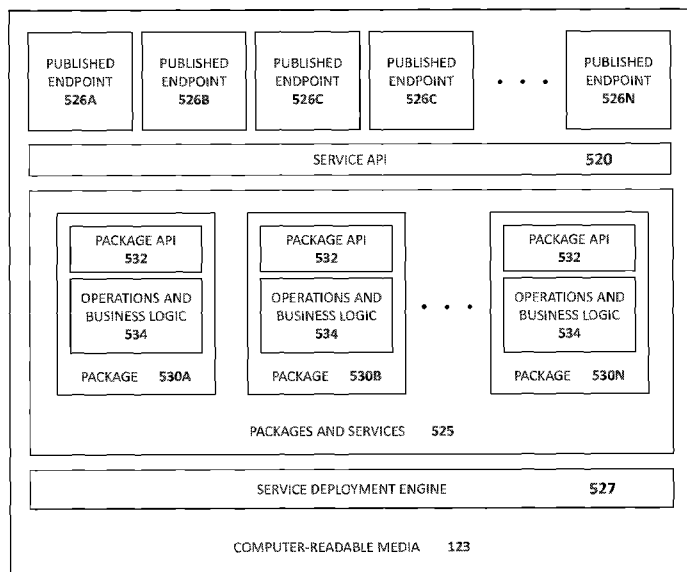 PUBLISHED
ENDPOINT
526A
PUBLISHED
ENDPOINT
526B
PUBLISHED
ENDPOINT
526C
PUBLISHED
ENDPOINT
526C
. . .
PUBLISHED
ENDPOINT
526N
SERVICE API 520
PACKAGE API
532
OPERATIONS AND
BUSINESS LOGIC
534
PACKAGE 530A
PACKAGE API
532
OPERATIONS AND
BUSINESS LOGIC
534
PACKAGE 530B
. . .
PACKAGE API
532
OPERATIONS AND
BUSINESS LOGIC
534
PACKAGE 530N
PACKAGES AND SERVICES 525
SERVICE DEPLOYMENT ENGINE 527
COMPUTER-READABLE MEDIA 123